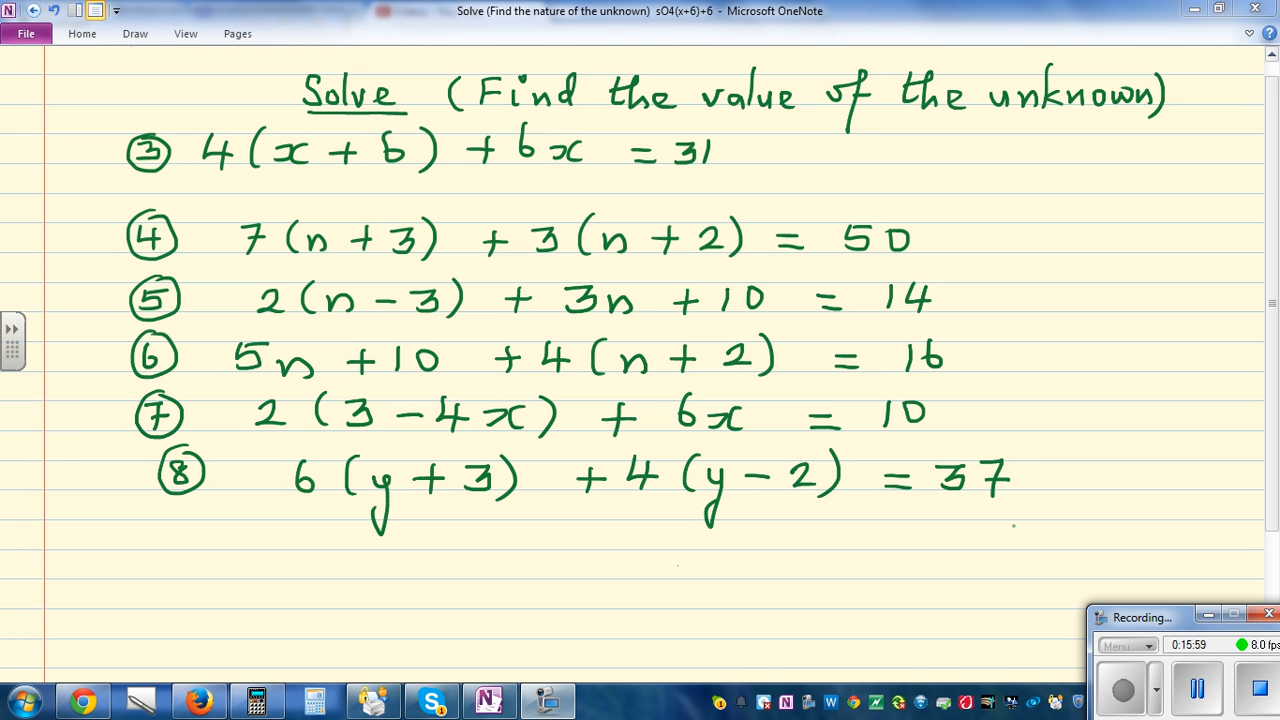 Solve (Find the nature of the unknown) sO4(x+6)+6 - Microsoft OneNote
File Home Draw View Pages
Solve (Find the value of the unknown)
③ 4(x + 6) + 6x = 31
④ 7(n + 3) + 3(n + 2) = 50
⑤ 2(n - 3) + 3n + 10 = 14
⑥ 5n + 10 + 4(n + 2) = 16
⑦ 2(3 - 4x) + 6x = 10
⑧ 6(y + 3) + 4(y - 2) = 37
Recording...
Menu 0:15:59 8.0 fps